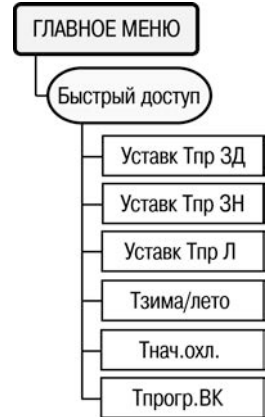 ГЛАВНОЕ МЕНЮ
Быстрый доступ
Уставк Тпр ЗД
Уставк Тпр ЗН
Уставк Тпр Л
Тзима/лето
Тнач.охл.
Тпрогр.ВК